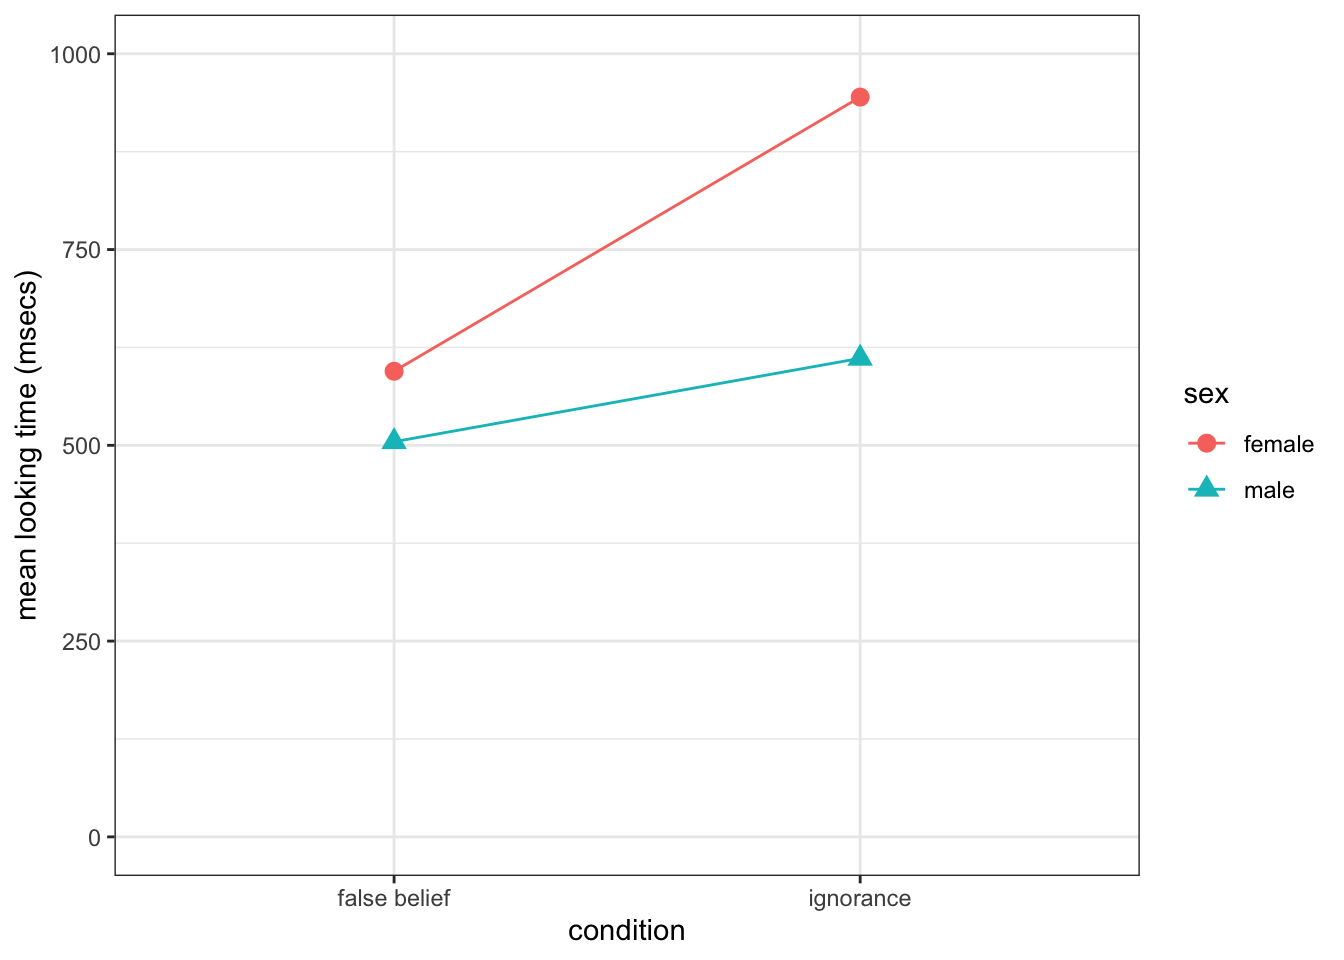 mean looking time (msecs)
1000
750
500
250
0
false belief
ignorance
condition
sex
female
male